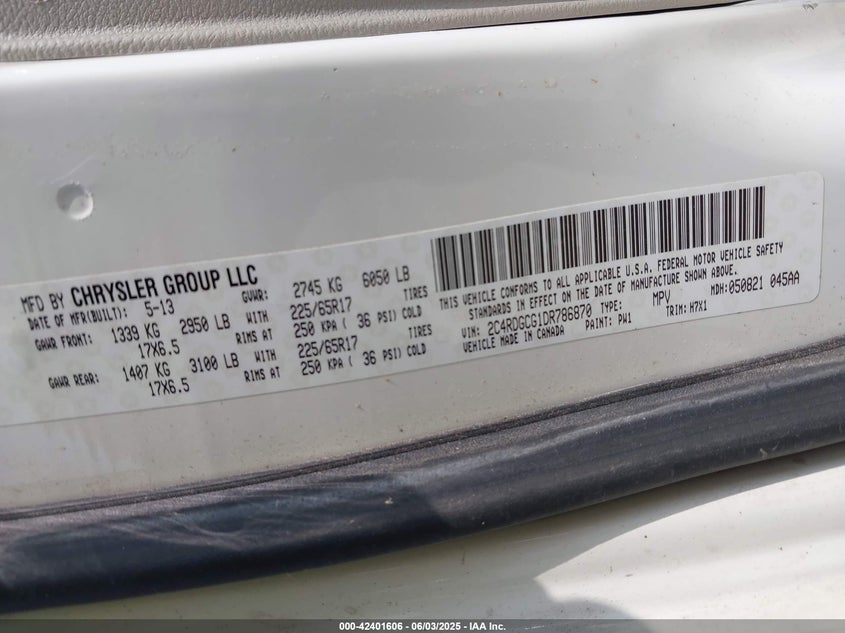 MFD BY CHRYSLER GROUP LLC
DATE OF MFR(BUILT): 5-13 GVWR: 2745 KG 6050 LB
GAWR FRONT: 1339 KG 2950 LB WITH 225/65R17 TIRES
17X6.5 RIMS AT 250 KPA ( 36 PSI) COLD
GAWR REAR: 1407 KG 3100 LB WITH 225/65R17 TIRES
17X6.5 RIMS AT 250 KPA ( 36 PSI) COLD
THIS VEHICLE CONFORMS TO ALL APPLICABLE U.S.A. FEDERAL MOTOR VEHICLE SAFETY
STANDARDS IN EFFECT ON THE DATE OF MANUFACTURE SHOWN ABOVE.
VIN: 2C4RDGCG1DR786870 TYPE: MPV MDH: 050821 045AA
VEHICLE MADE IN CANADA PAINT: PW1 TRIM: H7X1
000-42401606 - 06/03/2025 - IAA Inc.